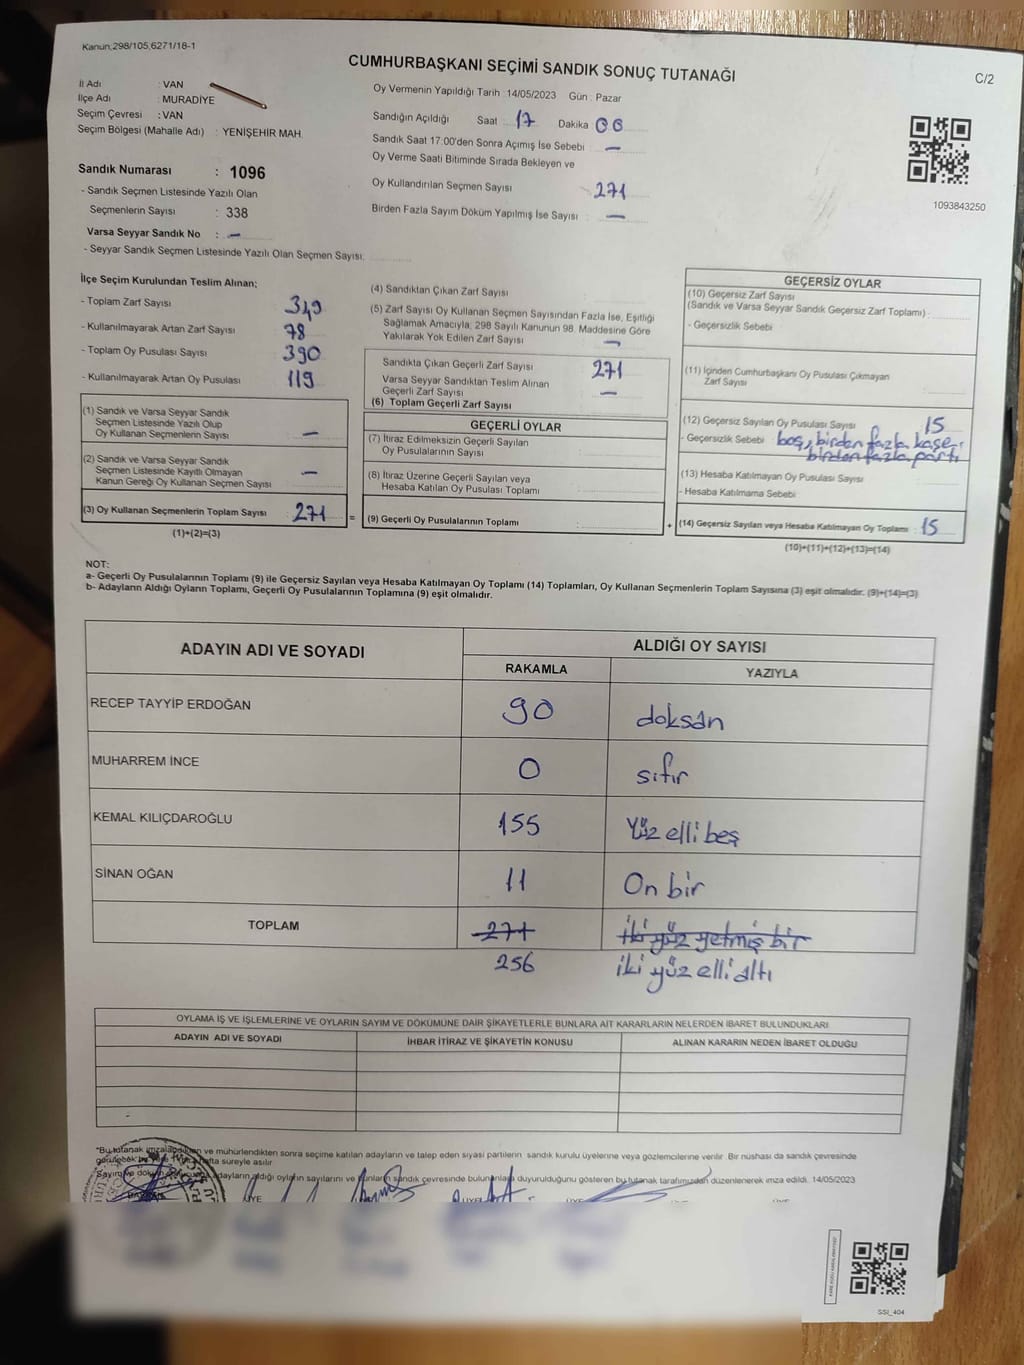 Kanun;298/105,6271/18-1
CUMHURBAŞKANI SEÇİMİ SANDIK SONUÇ TUTANAĞI
C/2
İl Adı : VAN
İlçe Adı : MURADİYE
Seçim Çevresi : VAN
Seçim Bölgesi (Mahalle Adı) : YENİŞEHİR MAH.
Sandık Numarası : 1096
- Sandık Seçmen Listesinde Yazılı Olan
Seçmenlerin Sayısı : 338
Varsa Seyyar Sandık No : –
- Seyyar Sandık Seçmen Listesinde Yazılı Olan Seçmen Sayısı:
Oy Vermenin Yapıldığı Tarih : 14/05/2023 Gün : Pazar
Sandığın Açıldığı Saat : 17 Dakika 00
Sandık Saat 17:00'den Sonra Açımış İse Sebebi : –
Oy Verme Saati Bitiminde Sırada Bekleyen ve
Oy Kullandırılan Seçmen Sayısı : 271
Birden Fazla Sayım Döküm Yapılmış İse Sayısı : –
1093843250
İlçe Seçim Kurulundan Teslim Alınan;
- Toplam Zarf Sayısı 349
- Kullanılmayarak Artan Zarf Sayısı 78
- Toplam Oy Pusulası Sayısı 390
- Kullanılmayarak Artan Oy Pusulası 119
(1) Sandık ve Varsa Seyyar Sandık
Seçmen Listesinde Yazılı Olup
Oy Kullanan Seçmenlerin Sayısı : –
(2) Sandık ve Varsa Seyyar Sandık
Seçmen Listesinde Kayıtlı Olmayan
Kanun Gereği Oy Kullanan Seçmen Sayısı : –
(3) Oy Kullanan Seçmenlerin Toplam Sayısı : 271
(1)+(2)=(3)
(4) Sandıktan Çıkan Zarf Sayısı
(5) Zarf Sayısı Oy Kullanan Seçmen Sayısından Fazla İse, Eşitliği
Sağlamak Amacıyla; 298 Sayılı Kanunun 98. Maddesine Göre
Yakılarak Yok Edilen Zarf Sayısı –
Sandıkta Çıkan Geçerli Zarf Sayısı 271
Varsa Seyyar Sandıktan Teslim Alınan
Geçerli Zarf Sayısı –
(6) Toplam Geçerli Zarf Sayısı
GEÇERLİ OYLAR
(7) İtiraz Edilmeksizin Geçerli Sayılan
Oy Pusulasının Sayısı
(8) İtiraz Üzerine Geçerli Sayılan veya
Hesaba Katılan Oy Pusulası Toplamı
= (9) Geçerli Oy Pusulalarının Toplamı : +
GEÇERSİZ OYLAR
(10) Geçersiz Zarf Sayısı
(Sandık ve Varsa Seyyar Sandık Geçersiz Zarf Toplamı) :
- Geçersizlik Sebebi
(11) İçinden Cumhurbaşkanı Oy Pusulası Çıkmayan
Zarf Sayısı
(12) Geçersiz Sayılan Oy Pusulası Sayısı 15
- Geçersizlik Sebebi boş, birden fazla kaşe,
birden fazla parti
(13) Hesaba Katılmayan Oy Pusulası Sayısı
- Hesaba Katılmama Sebebi
(14) Geçersiz Sayılan veya Hesaba Katılmayan Oy Toplamı : 15
(10)+(11)+(12)+(13)=(14)
NOT:
a- Geçerli Oy Pusulalarının Toplamı (9) ile Geçersiz Sayılan veya Hesaba Katılmayan Oy Toplamı (14) Toplamları, Oy Kullanan Seçmenlerin Toplam Sayısına (3) eşit olmalıdır. (9)+(14)=(3)
b- Adayların Aldığı Oyların Toplamı, Geçerli Oy Pusulalarının Toplamına (9) eşit olmalıdır.
ADAYIN ADI VE SOYADI ALDIĞI OY SAYISI
RAKAMLA YAZIYLA
RECEP TAYYİP ERDOĞAN 90 doksan
MUHARREM İNCE 0 sıfır
KEMAL KILIÇDAROĞLU 155 Yüz elli beş
SİNAN OĞAN 11 On bir
TOPLAM 271 iki yüz yetmiş bir
256 iki yüz elli altı
OYLAMA İŞ VE İŞLEMLERİNE VE OYLARIN SAYIM VE DÖKÜMÜNE DAİR ŞİKAYETLERLE BUNLARA AİT KARARLARIN NELERDEN İBARET BULUNDUKLARI
ADAYIN ADI VE SOYADI İHBAR İTİRAZ VE ŞİKAYETİN KONUSU ALINAN KARARIN NEDEN İBARET OLDUĞU
*Bu tutanak imzalandıktan ve mühürlendikten sonra seçime katılan adayların ve talep eden siyasi partilerin sandık kurulu üyelerine veya gözlemcilerine verilir. Bir nüshası da sandık çevresinde
hafta süreyle asılır
Sayım ve döküm adayların aldığı oyların sayılarını ve bunların sandık çevresinde bulunanlara duyurulduğunu gösteren bu tutanak tarafımızdan düzenlenerek imza edildi. 14/05/2023
SSI_404